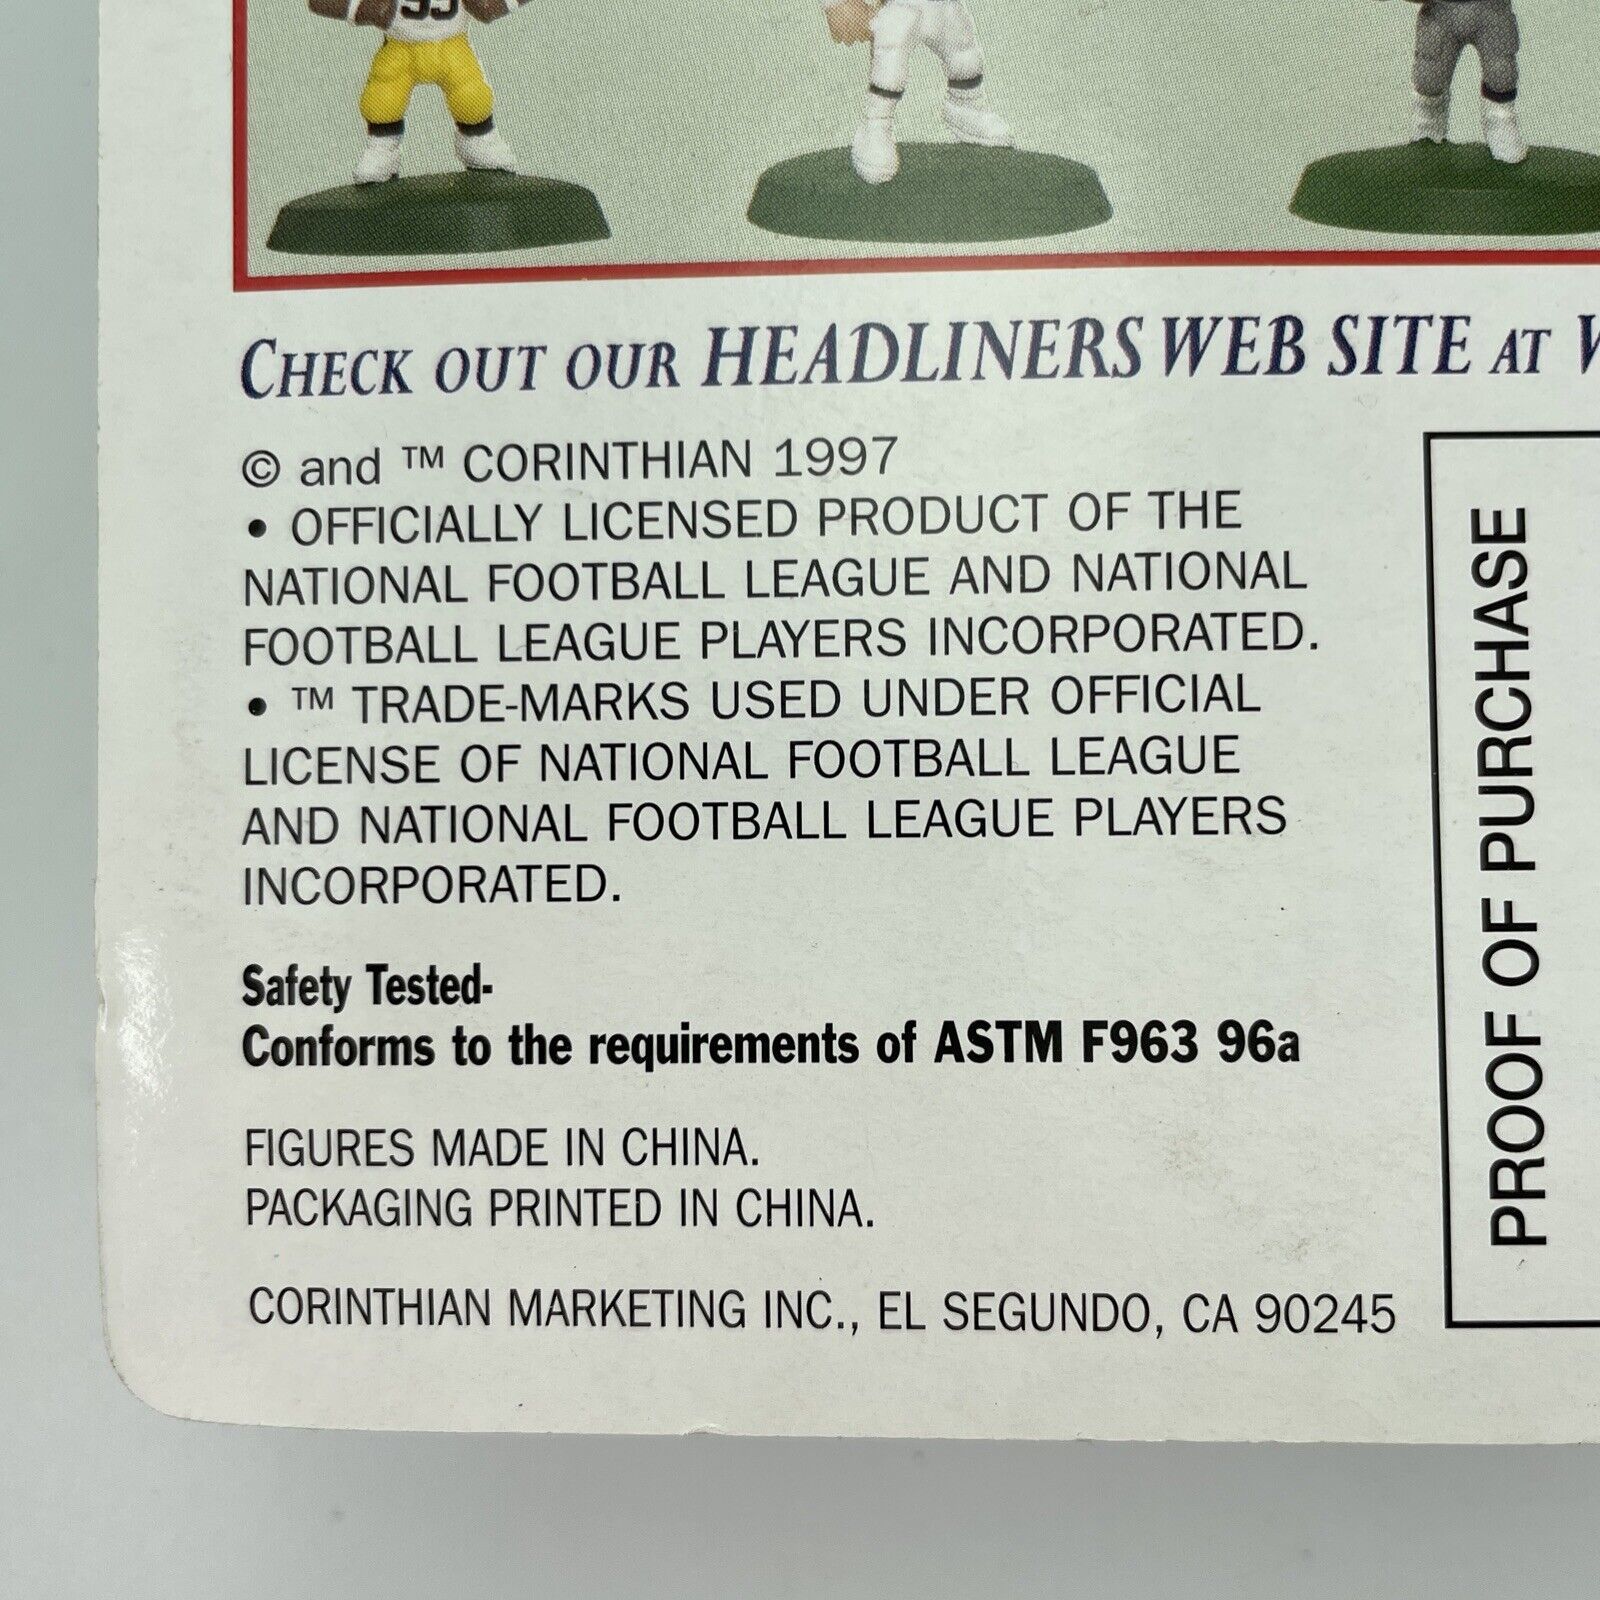 CHECK OUT OUR HEADLINERS WEB SITE AT
© and ™ CORINTHIAN 1997
• OFFICIALLY LICENSED PRODUCT OF THE
NATIONAL FOOTBALL LEAGUE AND NATIONAL
FOOTBALL LEAGUE PLAYERS INCORPORATED.
• ™ TRADE-MARKS USED UNDER OFFICIAL
LICENSE OF NATIONAL FOOTBALL LEAGUE
AND NATIONAL FOOTBALL LEAGUE PLAYERS
INCORPORATED.
Safety Tested-
Conforms to the requirements of ASTM F963 96a
FIGURES MADE IN CHINA.
PACKAGING PRINTED IN CHINA.
CORINTHIAN MARKETING INC., EL SEGUNDO, CA 90245
PROOF OF PURCHASE